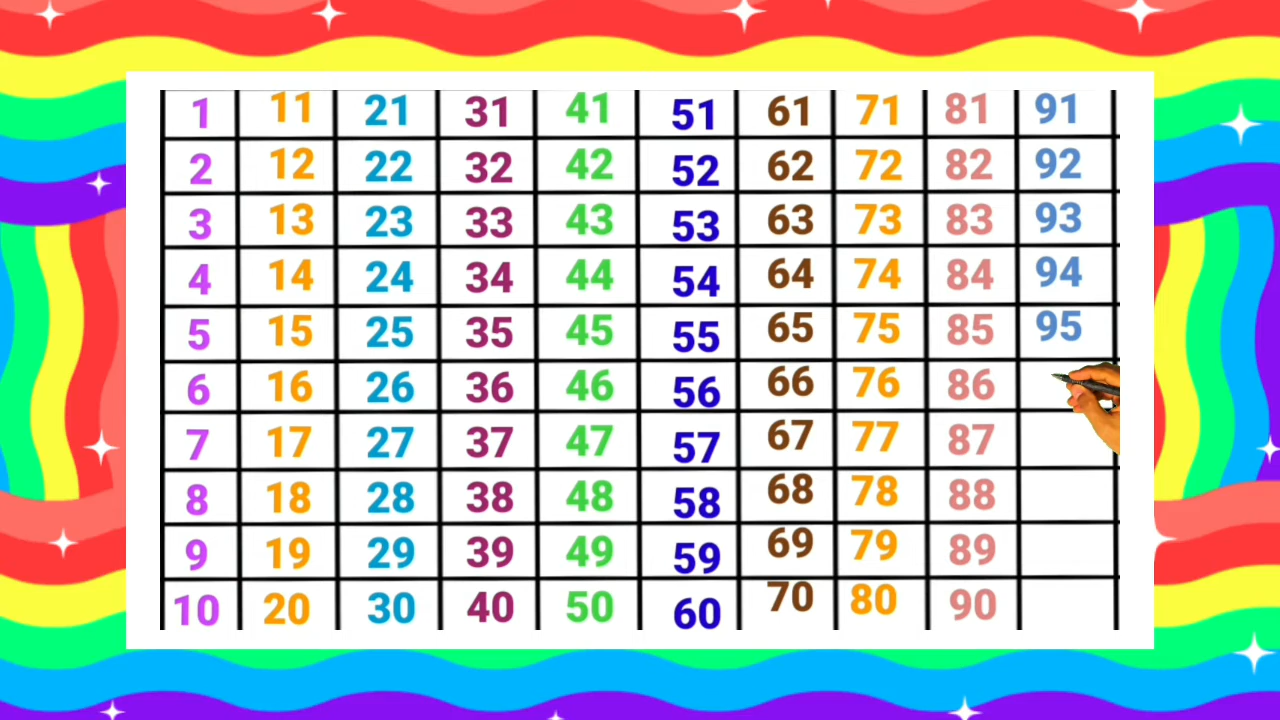 1 11 21 31 41 51 61 71 81 91
2 12 22 32 42 52 62 72 82 92
3 13 23 33 43 53 63 73 83 93
4 14 24 34 44 54 64 74 84 94
5 15 25 35 45 55 65 75 85 95
6 16 26 36 46 56 66 76 86
7 17 27 37 47 57 67 77 87
8 18 28 38 48 58 68 78 88
9 19 29 39 49 59 69 79 89
10 20 30 40 50 60 70 80 90